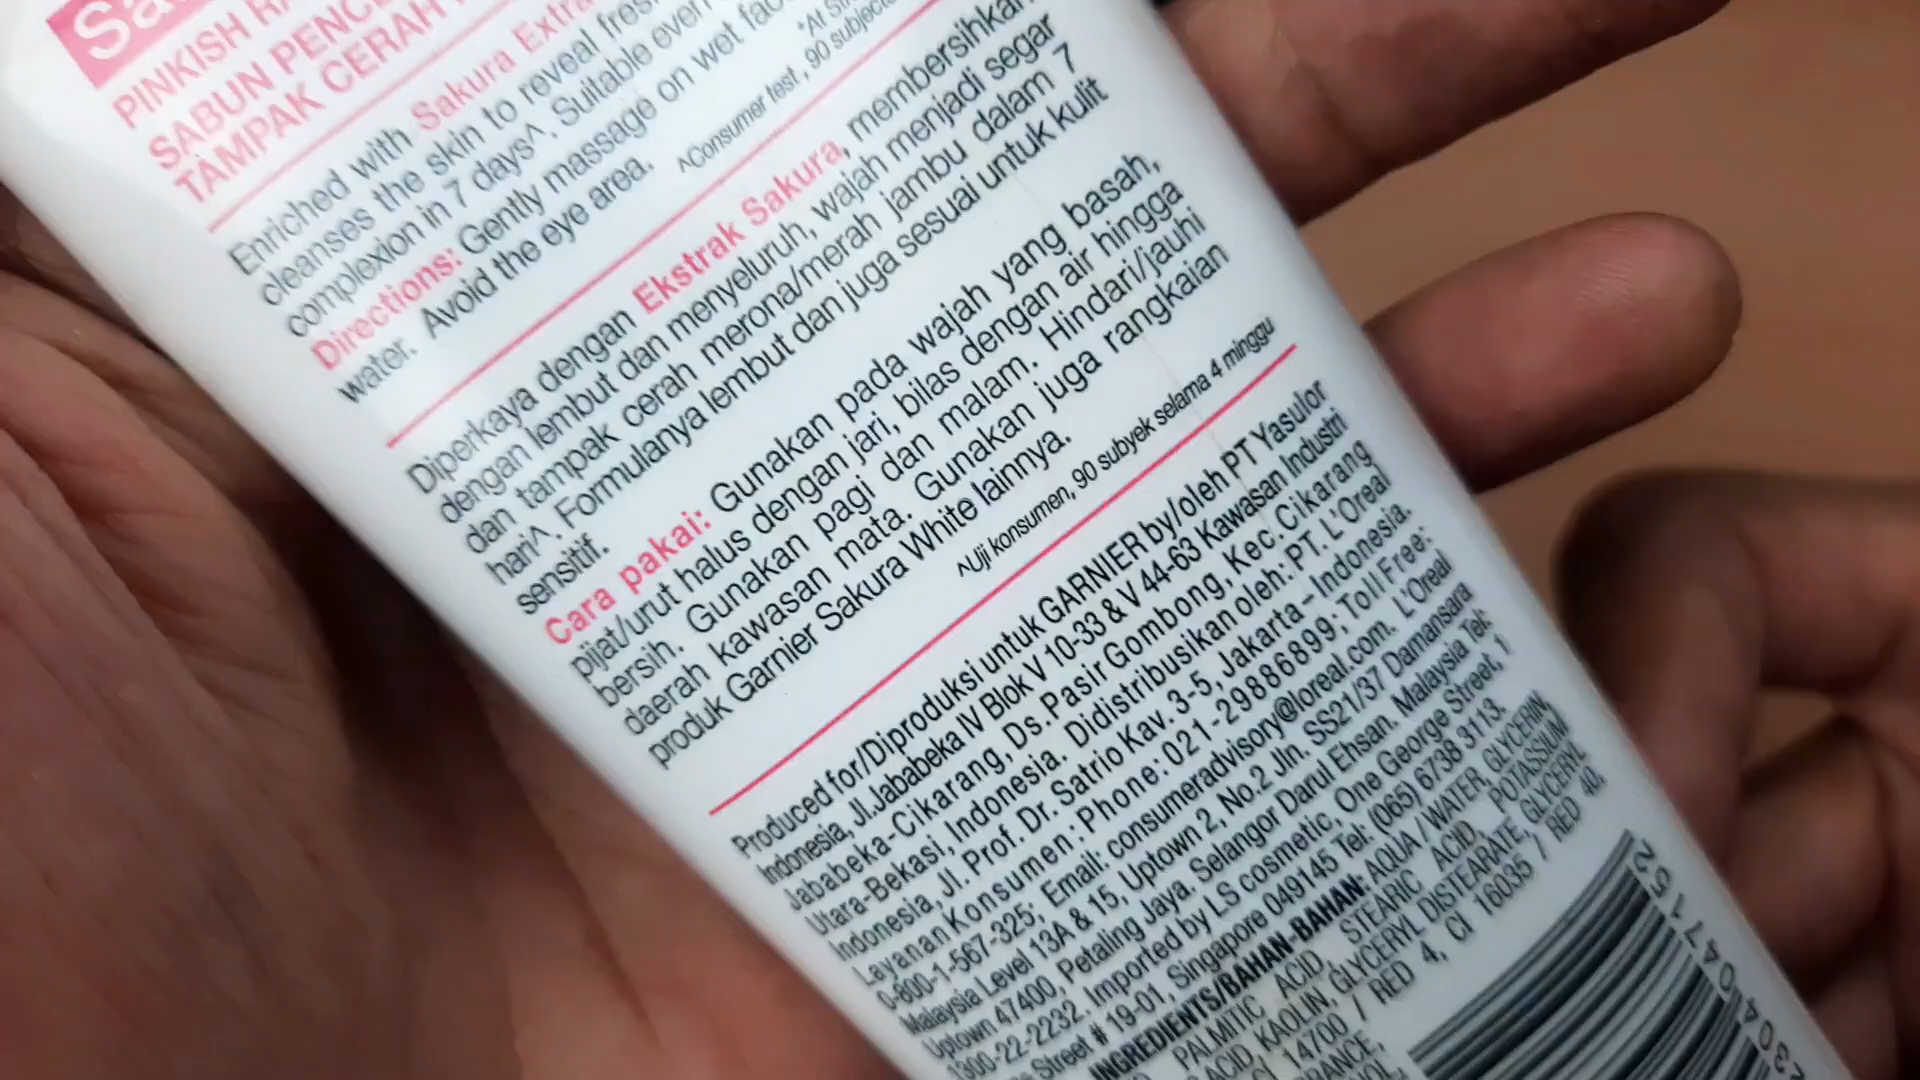 Sa
PINKISH RA
SABUN PENCE
TAMPAK CERAH
Enriched with Sakura Extra
cleanses the skin to reveal fres
complexion in 7 days^. Suitable even
Directions: Gently massage on wet fac
water. Avoid the eye area.
^Consumer test, 90 subjects
Diperkaya dengan Ekstrak Sakura, membersihkan
dengan lembut dan menyeluruh, wajah menjadi segar
dan tampak cerah merona/merah jambu dalam 7
hari^. Formulanya lembut dan juga sesuai untuk kulit
sensitif.
Cara pakai: Gunakan pada wajah yang basah,
pijat/urut halus dengan jari, bilas dengan air hingga
bersih. Gunakan pagi dan malam. Hindari/jauhi
daerah kawasan mata. Gunakan juga rangkaian
produk Garnier Sakura White lainnya.
^Uji konsumen, 90 subyek selama 4 minggu
Produced for/Diproduksi untuk GARNIER by/oleh PT Yasulor
Indonesia, Jl.Jababeka IV Blok V 10-33 & V 44-63 Kawasan Industri
Jababeka-Cikarang, Ds.Pasir Gombong, Kec. Cikarang
Utara-Bekasi, Indonesia. Didistribusikan oleh: PT. L'Oreal
Indonesia, Jl. Prof. Dr. Satrio Kav. 3-5, Jakarta – Indonesia.
Layanan Konsumen: Phone: 021-29886899; Toll Free:
0-800-1-567-325; Email: consumeradvisory@loreal.com. L'Oreal
Malaysia Level 13A & 15, Uptown 2, No.2 Jln. SS21/37 Damansara
Uptown 47400, Petaling Jaya. Selangor Darul Ehsan. Malaysia Tel:
1300-22-2232. Imported by LS cosmetic, One George Street, 1
Street # 19-01, Singapore 049145 Tel: (065) 6738 3113.
INGREDIENTS/BAHAN-BAHAN: AQUA / WATER, GLYCERIN,
PALMITIC ACID, STEARIC ACID, POTASSIUM
ACID, KAOLIN, GLYCERYL DISTEARATE, GLYCERYL
14700 / RED 4, CI 16035 / RED 40,